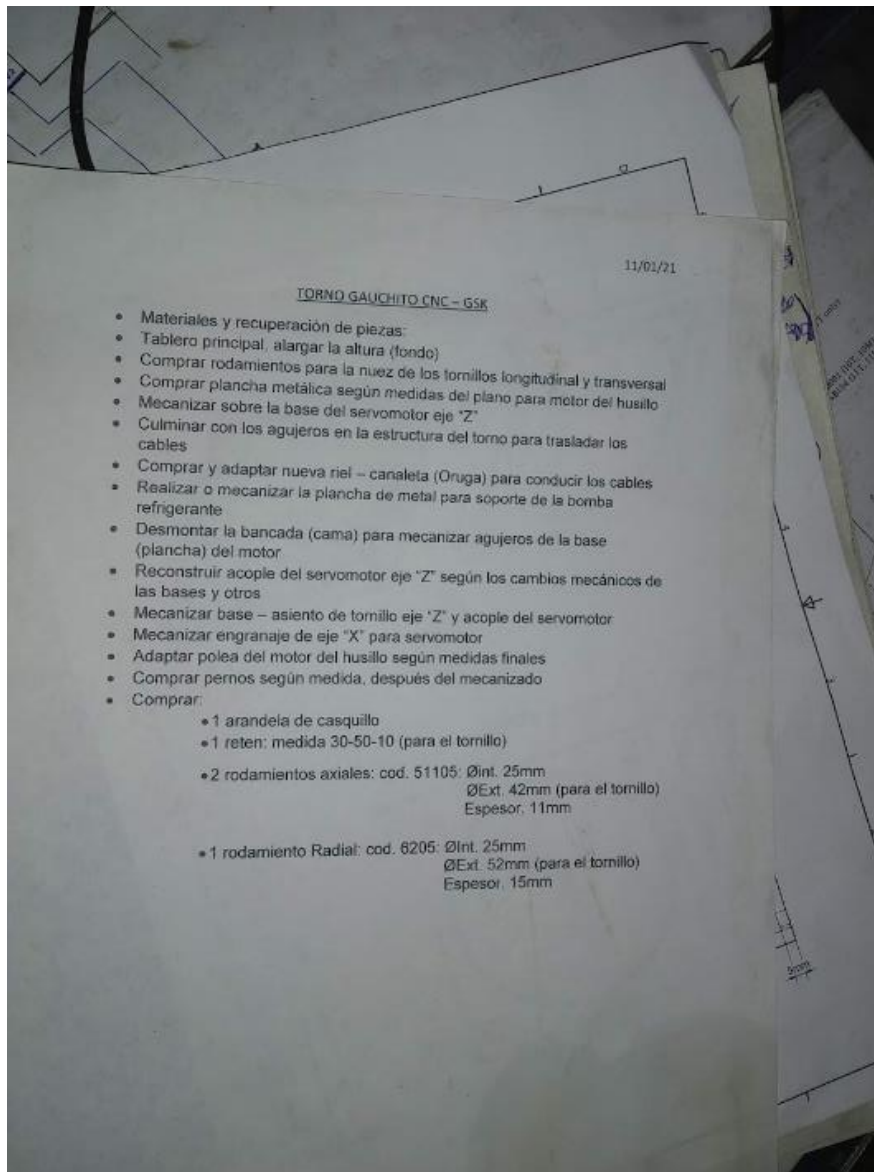 11/01/21
TORNO GAUCHITO CNC – GSK
• Materiales y recuperación de piezas:
• Tablero principal, alargar la altura (fondo)
• Comprar rodamientos para la nuez de los tornillos longitudinal y transversal
• Comprar plancha metálica según medidas del plano para motor del husillo
• Mecanizar sobre la base del servomotor eje "Z"
• Culminar con los agujeros en la estructura del torno para trasladar los
cables
• Comprar y adaptar nueva riel – canaleta (Oruga) para conducir los cables
• Realizar o mecanizar la plancha de metal para soporte de la bomba
refrigerante
• Desmontar la bancada (cama) para mecanizar agujeros de la base
(plancha) del motor
• Reconstruir acople del servomotor eje "Z" según los cambios mecánicos de
las bases y otros
• Mecanizar base – asiento de tornillo eje "Z" y acople del servomotor
• Mecanizar engranaje de eje "X" para servomotor
• Adaptar polea del motor del husillo según medidas finales
• Comprar pernos según medida, después del mecanizado
• Comprar:
• 1 arandela de casquillo
• 1 reten: medida 30-50-10 (para el tornillo)
• 2 rodamientos axiales: cod. 51105: Øint. 25mm
ØExt. 42mm (para el tornillo)
Espesor. 11mm
• 1 rodamiento Radial: cod. 6205: ØInt. 25mm
ØExt. 52mm (para el tornillo)
Espesor. 15mm
5mm